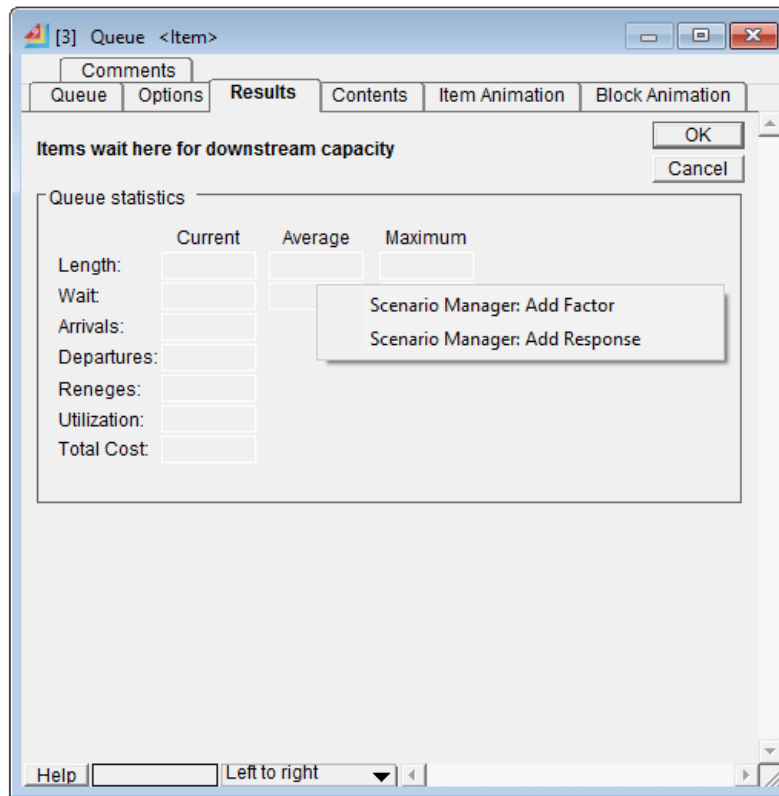 [3] Queue <Item>
Comments
Queue Options Results Contents Item Animation Block Animation
OK
Items wait here for downstream capacity
Cancel
Queue statistics
Current Average Maximum
Length:
Wait:
Scenario Manager: Add Factor
Arrivals:
Scenario Manager: Add Response
Departures:
Reneges:
Utilization:
Total Cost:
Help Left to right